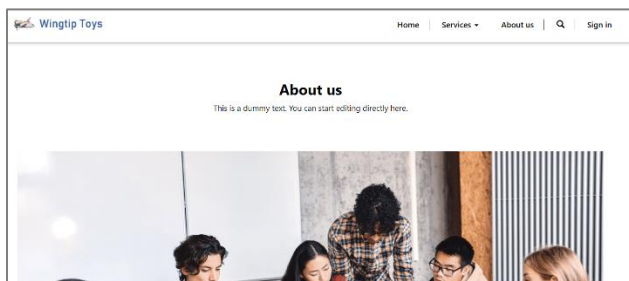 Wingtip Toys
Home Services About us Sign in
About us
This is a dummy text. You can start editing directly here.